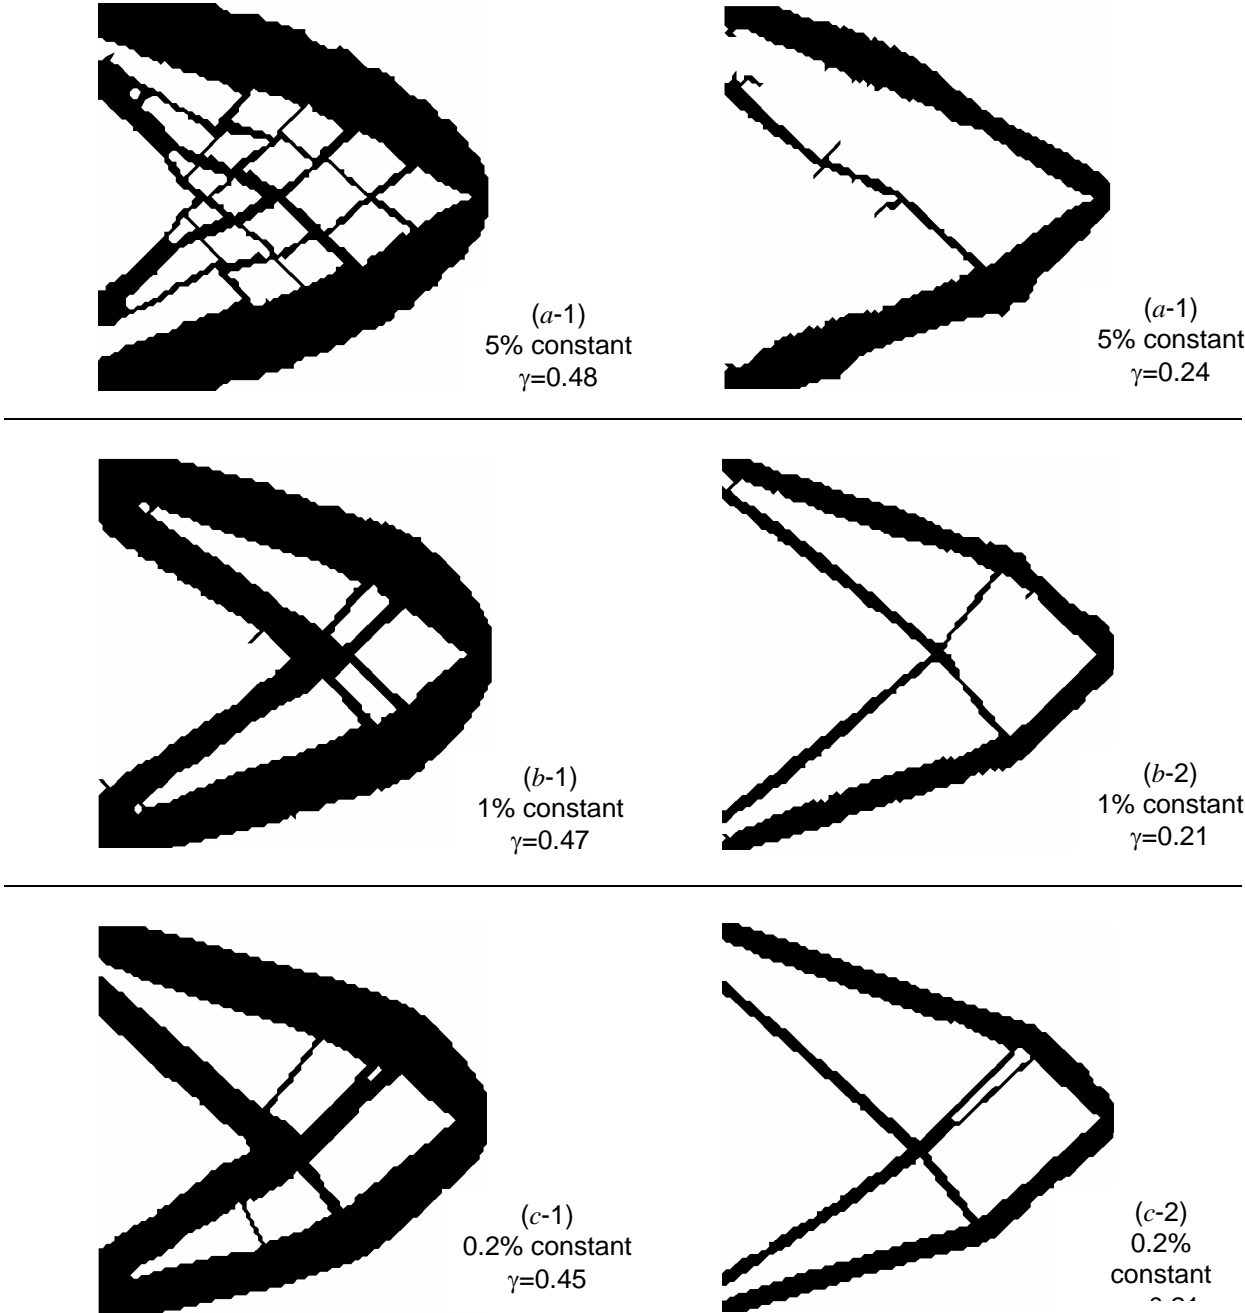 (a-1)
5% constant
γ=0.48
(a-1)
5% constant
γ=0.24
(b-1)
1% constant
γ=0.47
(b-2)
1% constant
γ=0.21
(c-1)
0.2% constant
γ=0.45
(c-2)
0.2%
constant